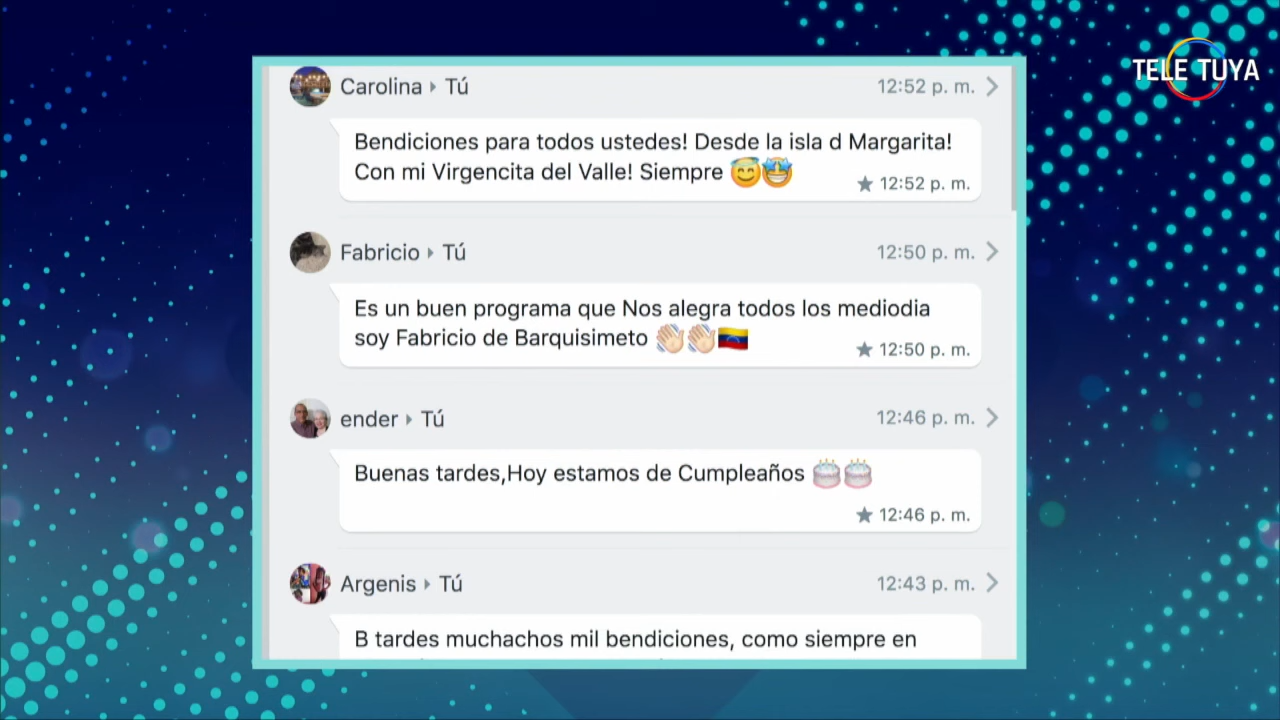 TELE TUYA
Carolina ▸ Tú 12:52 p. m.
Bendiciones para todos ustedes! Desde la isla d Margarita!
Con mi Virgencita del Valle! Siempre 😇🤩
★ 12:52 p. m.
Fabricio ▸ Tú 12:50 p. m.
Es un buen programa que Nos alegra todos los mediodia
soy Fabricio de Barquisimeto 👋🏻👋🏻🇻🇪
★ 12:50 p. m.
ender ▸ Tú 12:46 p. m.
Buenas tardes,Hoy estamos de Cumpleaños 🎂🎂
★ 12:46 p. m.
Argenis ▸ Tú 12:43 p. m.
B tardes muchachos mil bendiciones, como siempre en